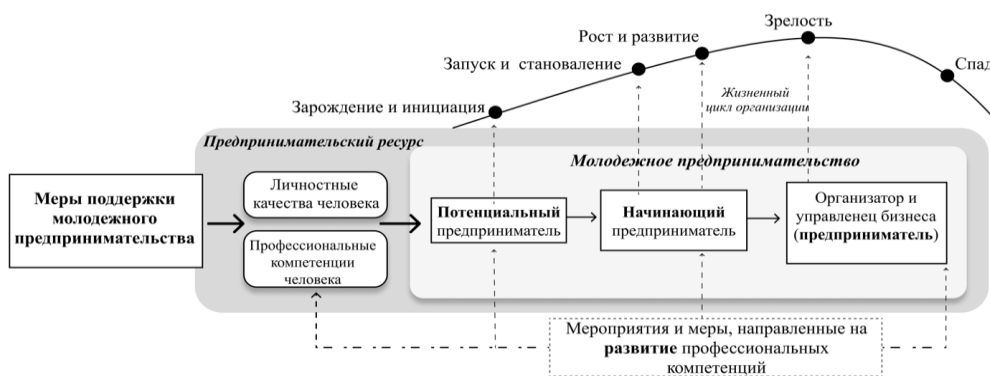 Зрелость
Рост и развитие
Запуск и становаление
Спад
Жизненный
цикл организации
Зарождение и инициация
Предпринимательский ресурс
Молодежное предпринимательство
Меры поддержки
молодежного
предпринимательства
Личностные
качества человека
Профессиональные
компетенции
человека
Потенциальный
предприниматель
Начинающий
предприниматель
Организатор и
управленец бизнеса
(предприниматель)
Мероприятия и меры, направленные на
развитие профессиональных
компетенций